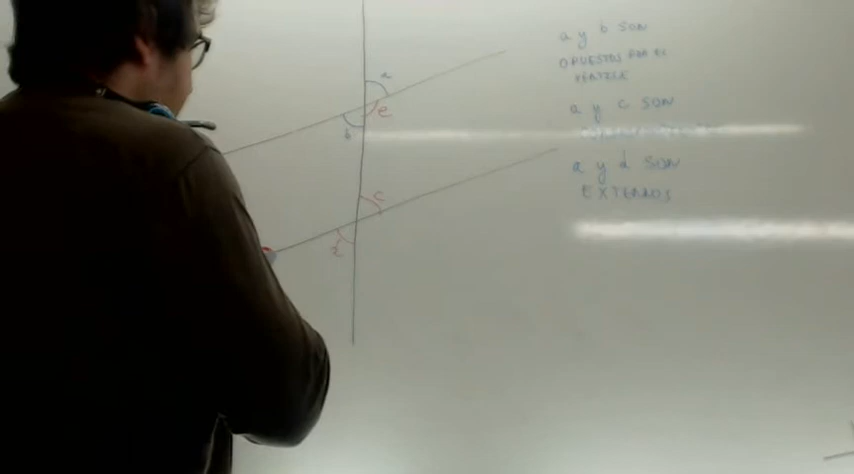 a y b SON
OPUESTOS POR EL
VERTICE
a y c SON
a y d SON
EXTERNOS
a
e
b
c
d